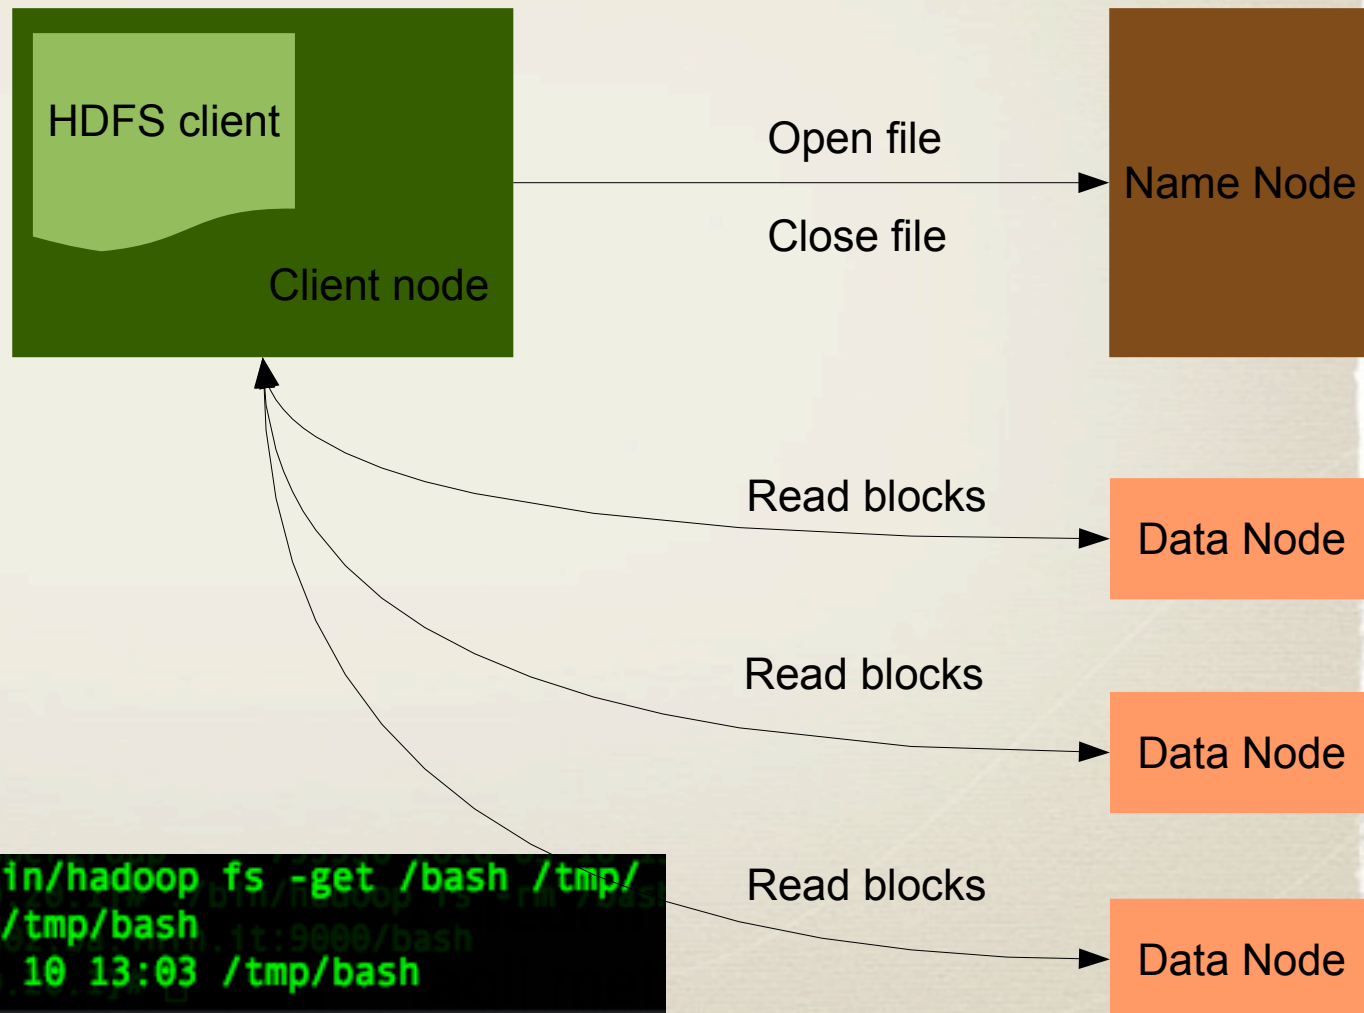 HDFS client
Open file
Name Node
Close file
Client node
Read blocks
Data Node
Read blocks
Data Node
Read blocks
Data Node
in/hadoop fs -get /bash /tmp/
/tmp/bash
10 13:03 /tmp/bash